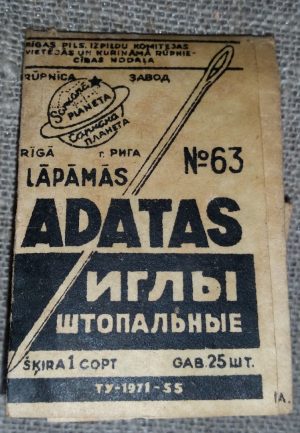 RĪGAS PILS. IZPILDU KOMITEJAS
VIETĒJĀS UN KURINĀMĀ RŪPNIE-
CĪBAS NODAĻA
RŪPNĪCA ЗАВОД
Sarkanā
PLANĒTA
ПЛАНЕТА
RĪGĀ г. РИГА
№63
LĀPĀMĀS
ADATAS
ИГЛЫ
ШТОПАЛЬНЫЕ
ŠĶIRA 1 СОРТ GAB. 25 ШТ.
ТУ-1971-55